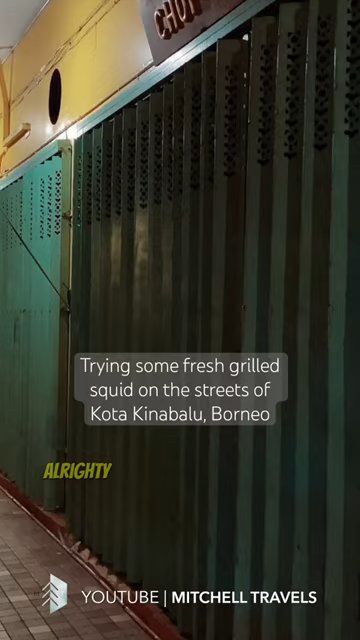 Trying some fresh grilled
squid on the streets of
Kota Kinabalu, Borneo
ALRIGHTY
YOUTUBE | MITCHELL TRAVELS